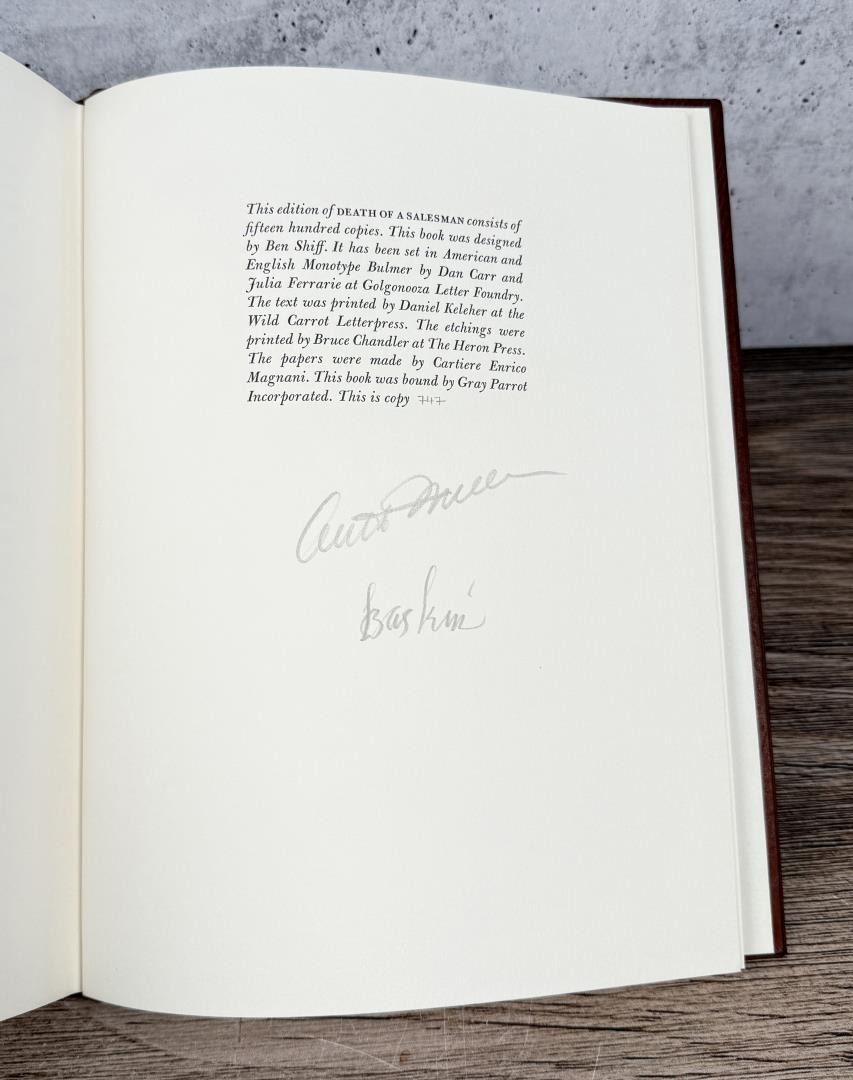 This edition of DEATH OF A SALESMAN consists of
fifteen hundred copies. This book was designed
by Ben Shiff. It has been set in American and
English Monotype Bulmer by Dan Carr and
Julia Ferrarie at Golgonooza Letter Foundry.
The text was printed by Daniel Keleher at the
Wild Carrot Letterpress. The etchings were
printed by Bruce Chandler at The Heron Press.
The papers were made by Cartiere Enrico
Magnani. This book was bound by Gray Parrot
Incorporated. This is copy 747
Arthur Miller
Baskin